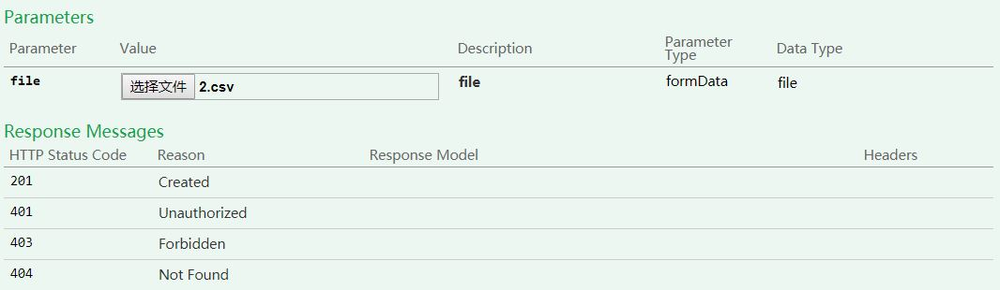 Parameters
Parameter Value Description Parameter Type Data Type
file 选择文件 2.csv file formData file
Response Messages
HTTP Status Code Reason Response Model Headers
201 Created
401 Unauthorized
403 Forbidden
404 Not Found